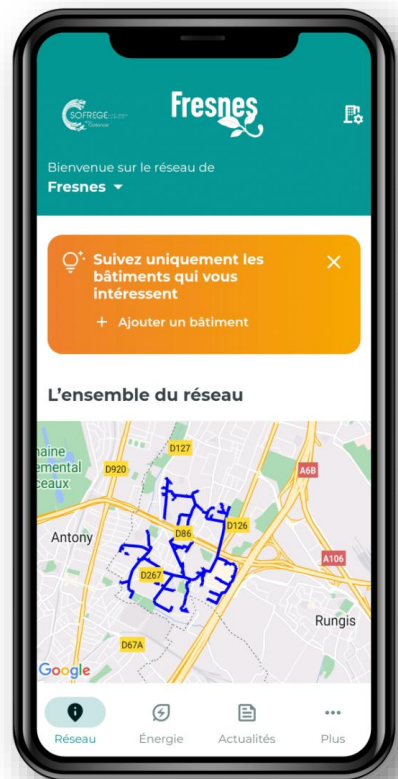 SOFREGE
Fresnes
Bienvenue sur le réseau de
Fresnes
Suivez uniquement les
bâtiments qui vous
intéressent
+ Ajouter un bâtiment
L'ensemble du réseau
D127
D920
A6B
Antony
D86
D126
A106
D267
Rungis
D67A
Google
Réseau
Énergie
Actualités
Plus